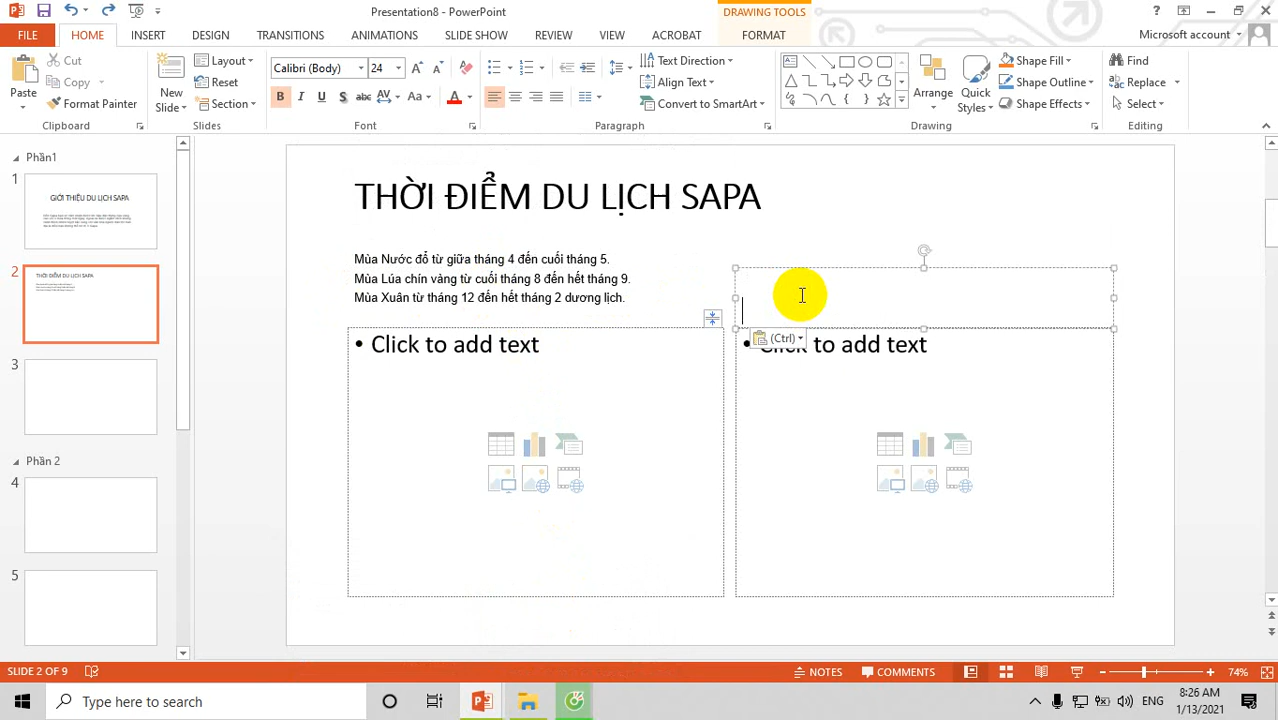 Presentation8 - PowerPoint
DRAWING TOOLS
?
FILE
HOME
INSERT
DESIGN
TRANSITIONS
ANIMATIONS
SLIDE SHOW
REVIEW
VIEW
ACROBAT
FORMAT
Microsoft account
Paste
Cut
Copy
Format Painter
Clipboard
New
Slide
Layout
Reset
Section
Slides
Calibri (Body)
24
Font
Text Direction
Align Text
Convert to SmartArt
Paragraph
Arrange
Quick
Styles
Shape Fill
Shape Outline
Shape Effects
Drawing
Find
Replace
Select
Editing
Phần1
1
GIỚI THIỆU DU LỊCH SAPA
2
THỜI ĐIỂM DU LỊCH SAPA
3
Phần 2
4
5
THỜI ĐIỂM DU LỊCH SAPA
Mùa Nước đổ từ giữa tháng 4 đến cuối tháng 5.
Mùa Lúa chín vàng từ cuối tháng 8 đến hết tháng 9.
Mùa Xuân từ tháng 12 đến hết tháng 2 dương lịch.
• Click to add text
(Ctrl)
• Click to add text
SLIDE 2 OF 9
NOTES
COMMENTS
74%
Type here to search
ENG
8:26 AM
1/13/2021